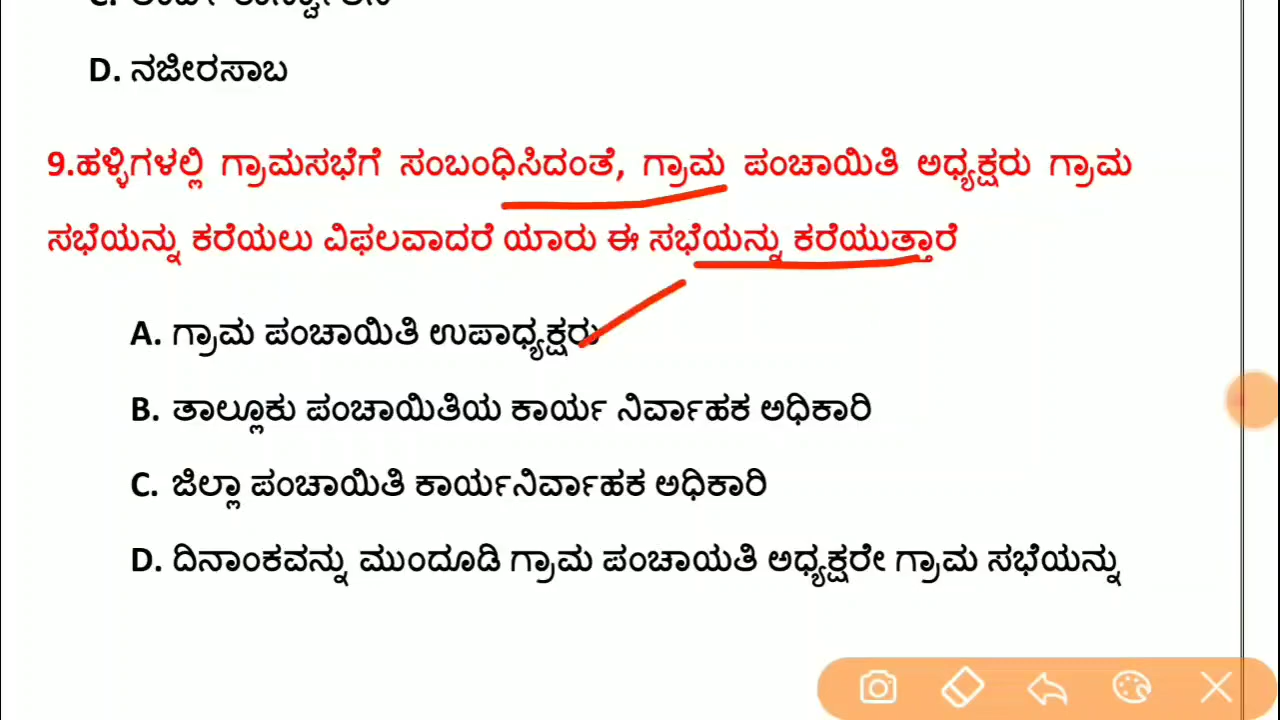 D. ನಜೀರಸಾಬ
9.ಹಳ್ಳಿಗಳಲ್ಲಿ ಗ್ರಾಮಸಭೆಗೆ ಸಂಬಂಧಿಸಿದಂತೆ, ಗ್ರಾಮ ಪಂಚಾಯಿತಿ ಅಧ್ಯಕ್ಷರು ಗ್ರಾಮ
ಸಭೆಯನ್ನು ಕರೆಯಲು ವಿಫಲವಾದರೆ ಯಾರು ಈ ಸಭೆಯನ್ನು ಕರೆಯುತ್ತಾರೆ
A. ಗ್ರಾಮ ಪಂಚಾಯಿತಿ ಉಪಾಧ್ಯಕ್ಷರು
B. ತಾಲ್ಲೂಕು ಪಂಚಾಯಿತಿಯ ಕಾರ್ಯ ನಿರ್ವಾಹಕ ಅಧಿಕಾರಿ
C. ಜಿಲ್ಲಾ ಪಂಚಾಯಿತಿ ಕಾರ್ಯನಿರ್ವಾಹಕ ಅಧಿಕಾರಿ
D. ದಿನಾಂಕವನ್ನು ಮುಂದೂಡಿ ಗ್ರಾಮ ಪಂಚಾಯತಿ ಅಧ್ಯಕ್ಷರೇ ಗ್ರಾಮ ಸಭೆಯನ್ನು